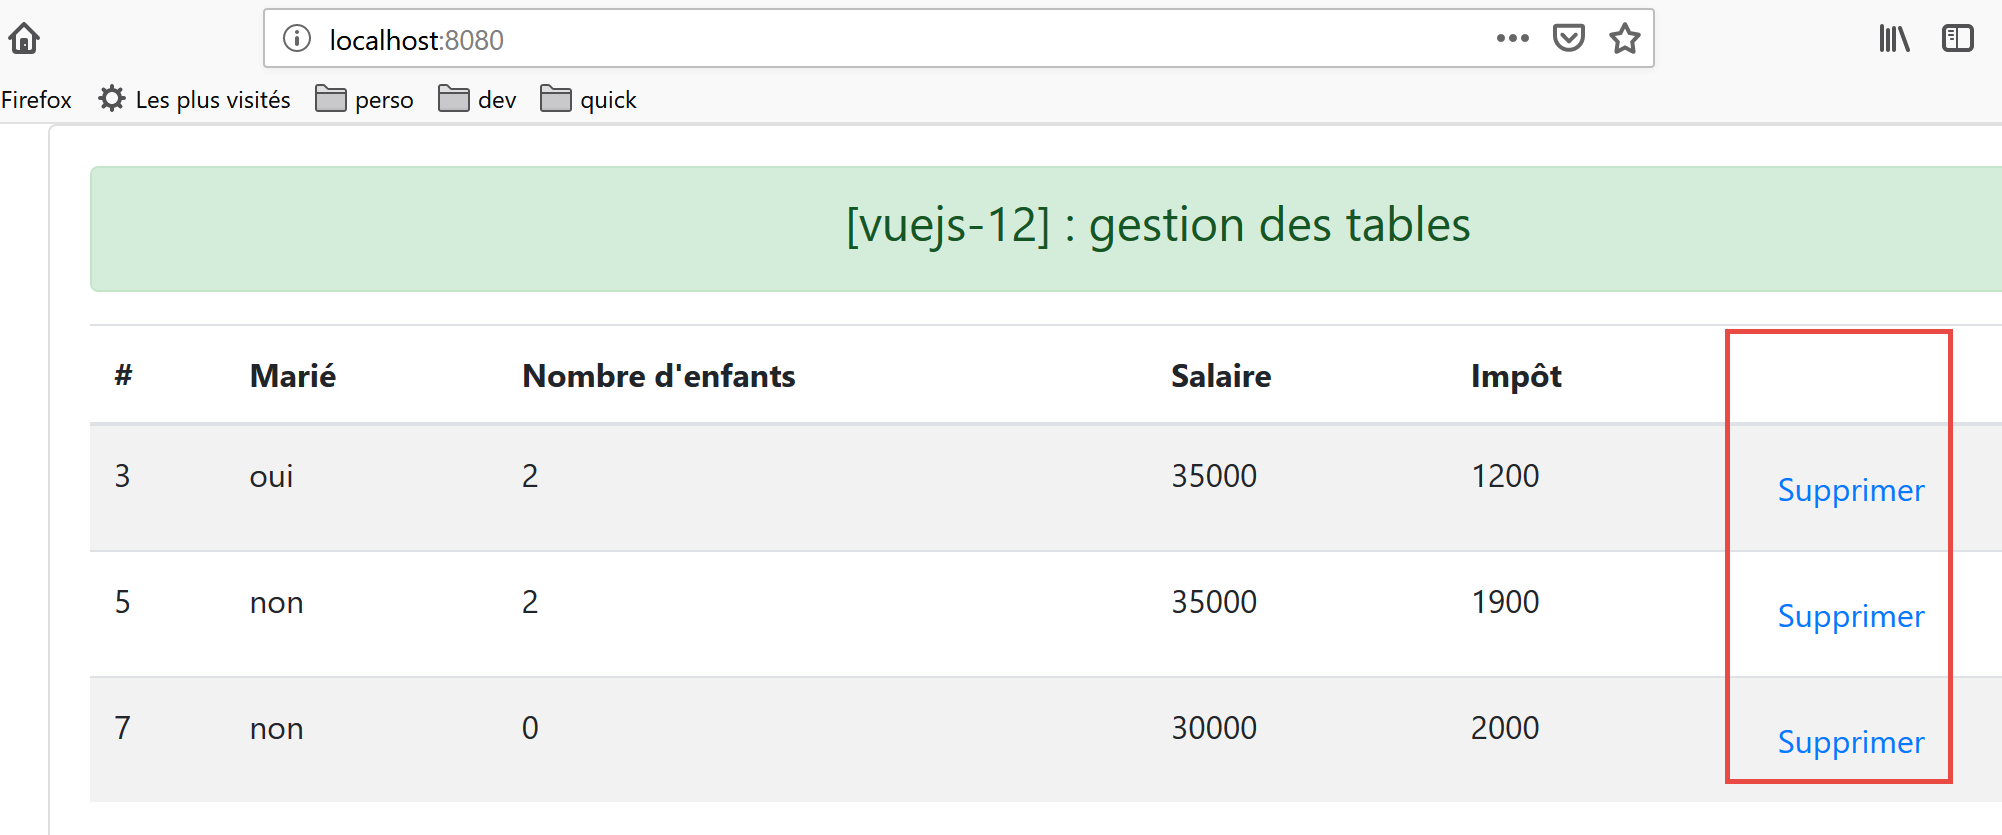 localhost:8080
Firefox Les plus visités perso dev quick
[vuejs-12] : gestion des tables
# Marié Nombre d'enfants Salaire Impôt
3 oui 2 35000 1200 Supprimer
5 non 2 35000 1900 Supprimer
7 non 0 30000 2000 Supprimer